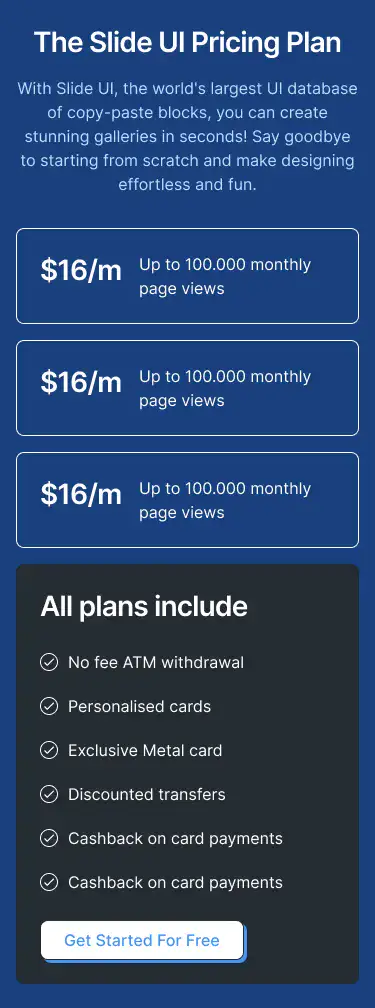 The Slide UI Pricing Plan
With Slide UI, the world's largest UI database
of copy-paste blocks, you can create
stunning galleries in seconds! Say goodbye
to starting from scratch and make designing
effortless and fun.
$16/m
Up to 100.000 monthly
page views
$16/m
Up to 100.000 monthly
page views
$16/m
Up to 100.000 monthly
page views
All plans include
No fee ATM withdrawal
Personalised cards
Exclusive Metal card
Discounted transfers
Cashback on card payments
Cashback on card payments
Get Started For Free